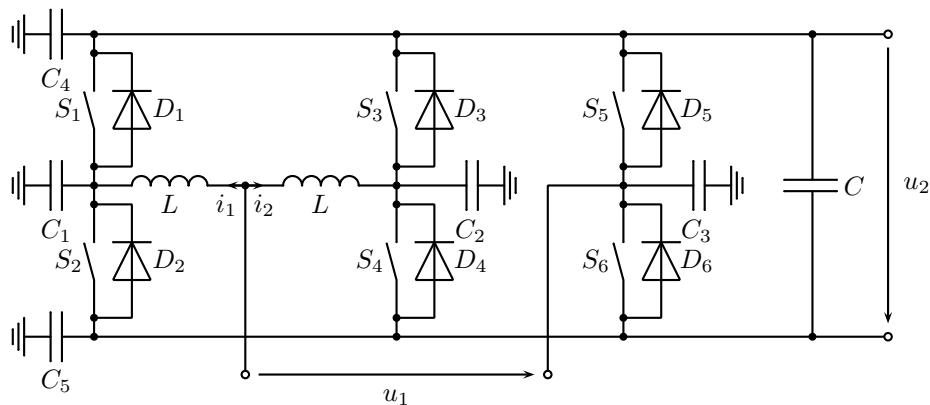 C4
S1 D1 S3 D3 S5 D5
L i1 i2 L C u2
C1 C2 C3
S2 D2 S4 D4 S6 D6
C5
u1